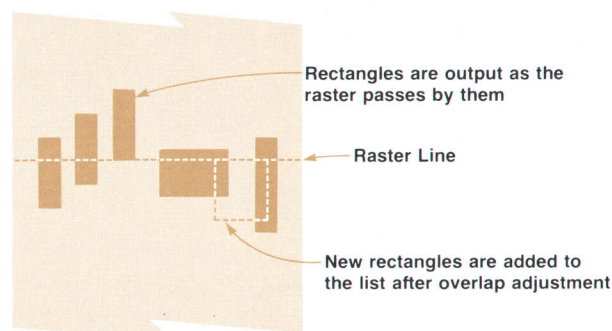 Rectangles are output as the
raster passes by them
Raster Line
New rectangles are added to
the list after overlap adjustment